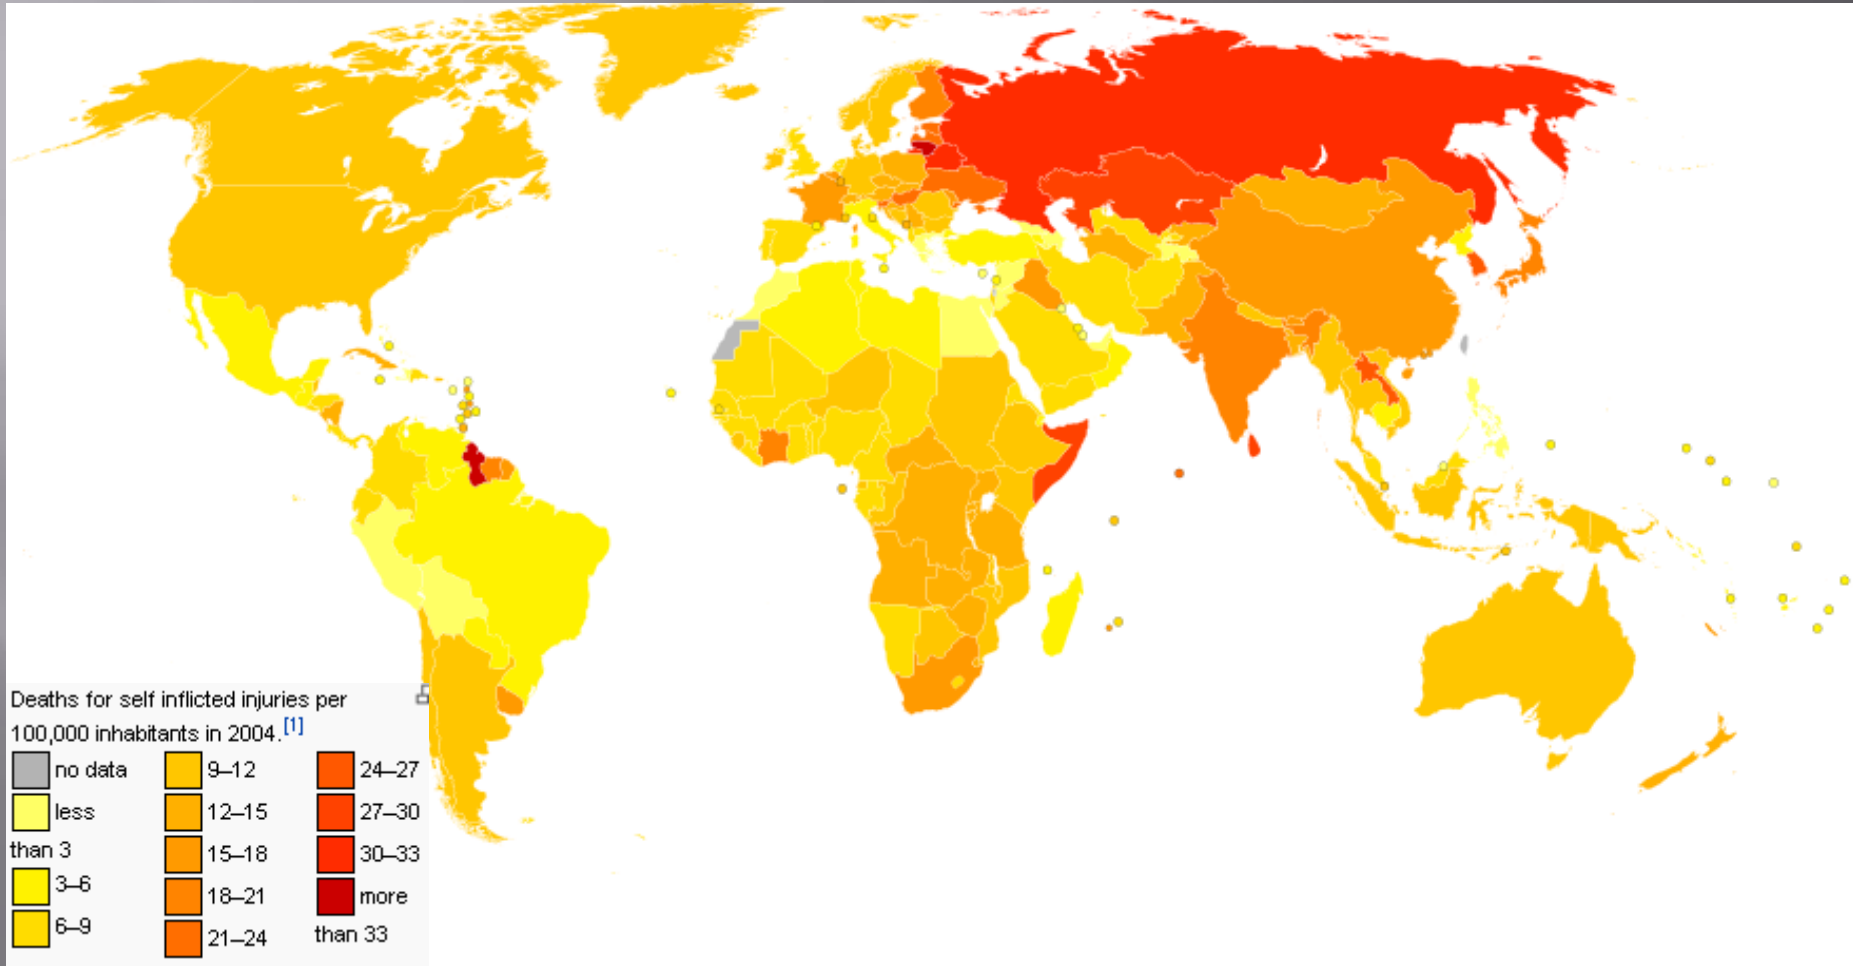 Deaths for self inflicted injuries per
100,000 inhabitants in 2004.[1]
no data
less
than 3
3–6
6–9
9–12
12–15
15–18
18–21
21–24
24–27
27–30
30–33
more
than 33